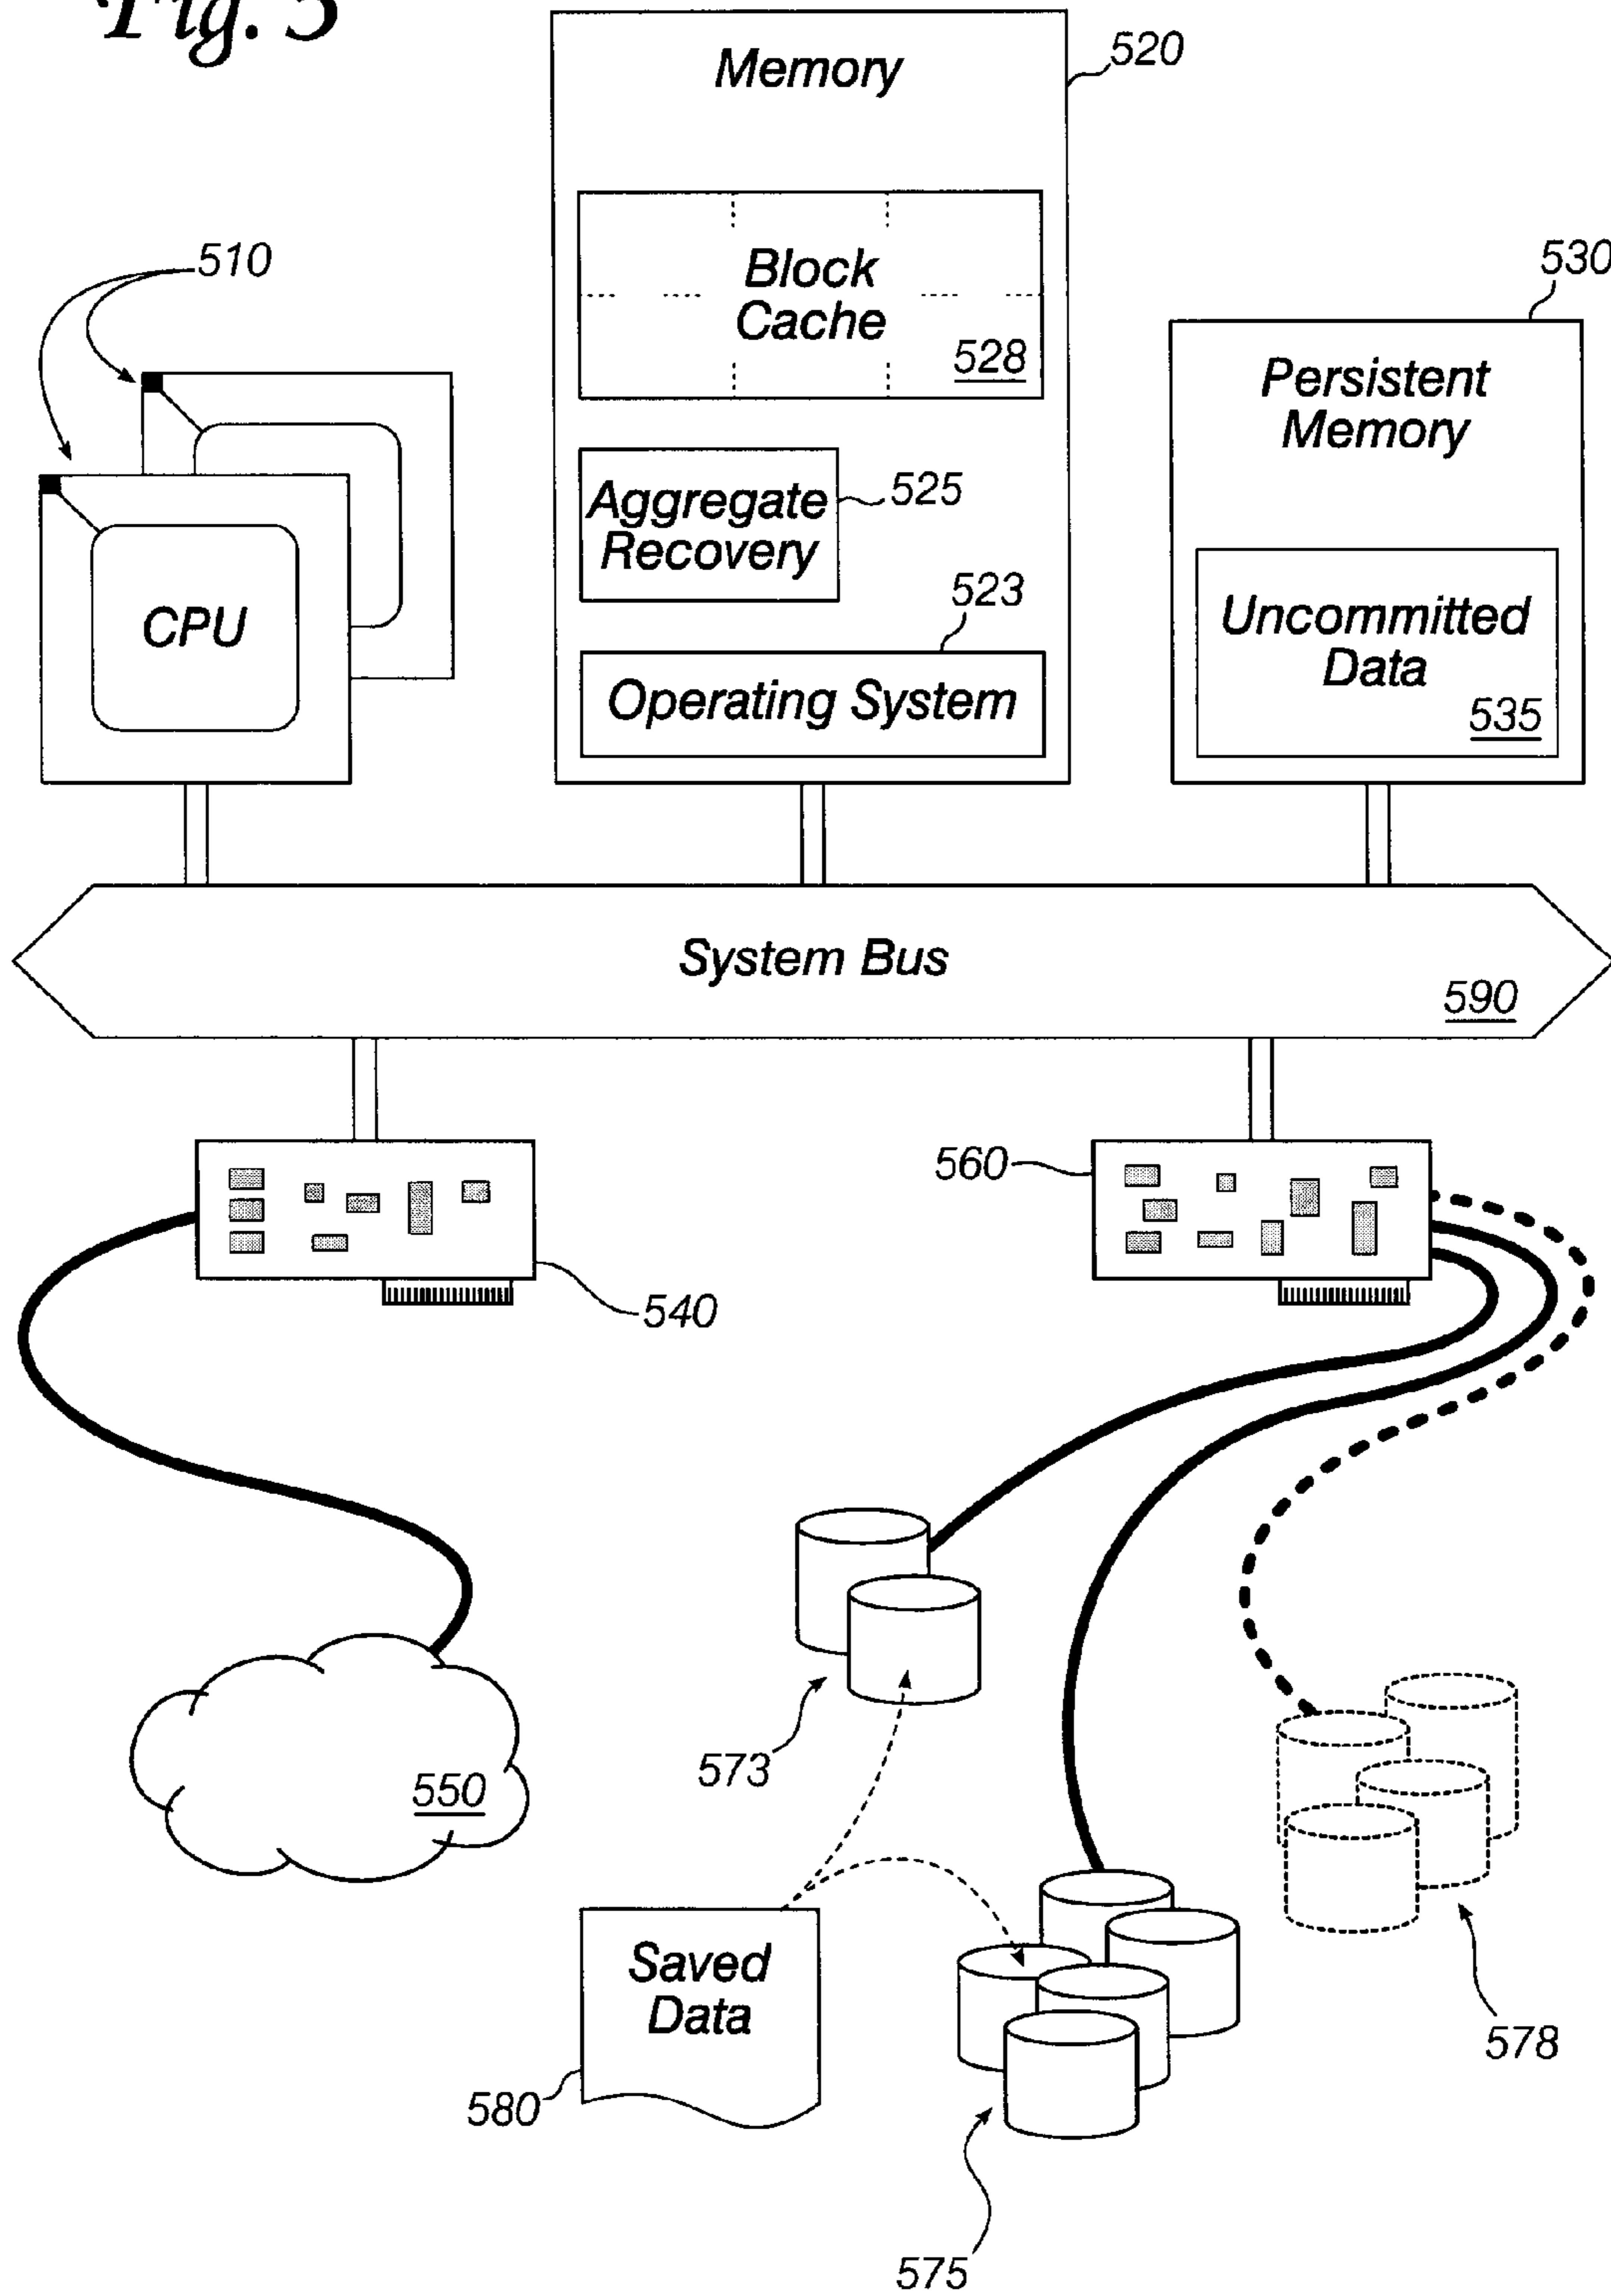 Fig. 5
Memory
520
Block
Cache
528
510
530
Persistent
Memory
Aggregate
Recovery
525
523
CPU
Operating System
Uncommitted
Data
535
System Bus
590
560
540
573
550
Saved
Data
580
578
575